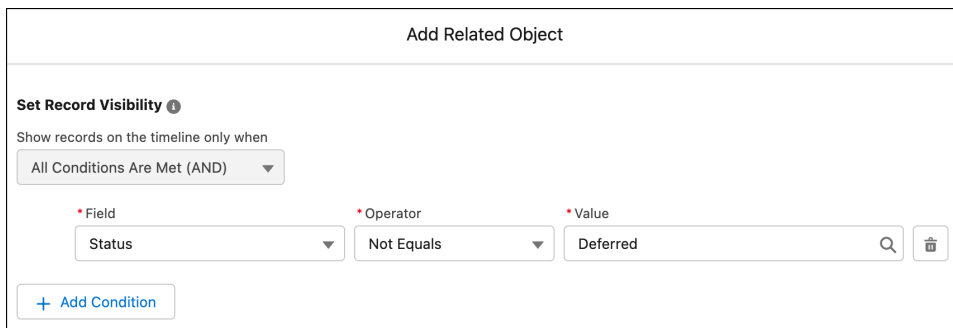 Add Related Object
Set Record Visibility
Show records on the timeline only when
All Conditions Are Met (AND)
* Field * Operator * Value
Status Not Equals Deferred
+ Add Condition